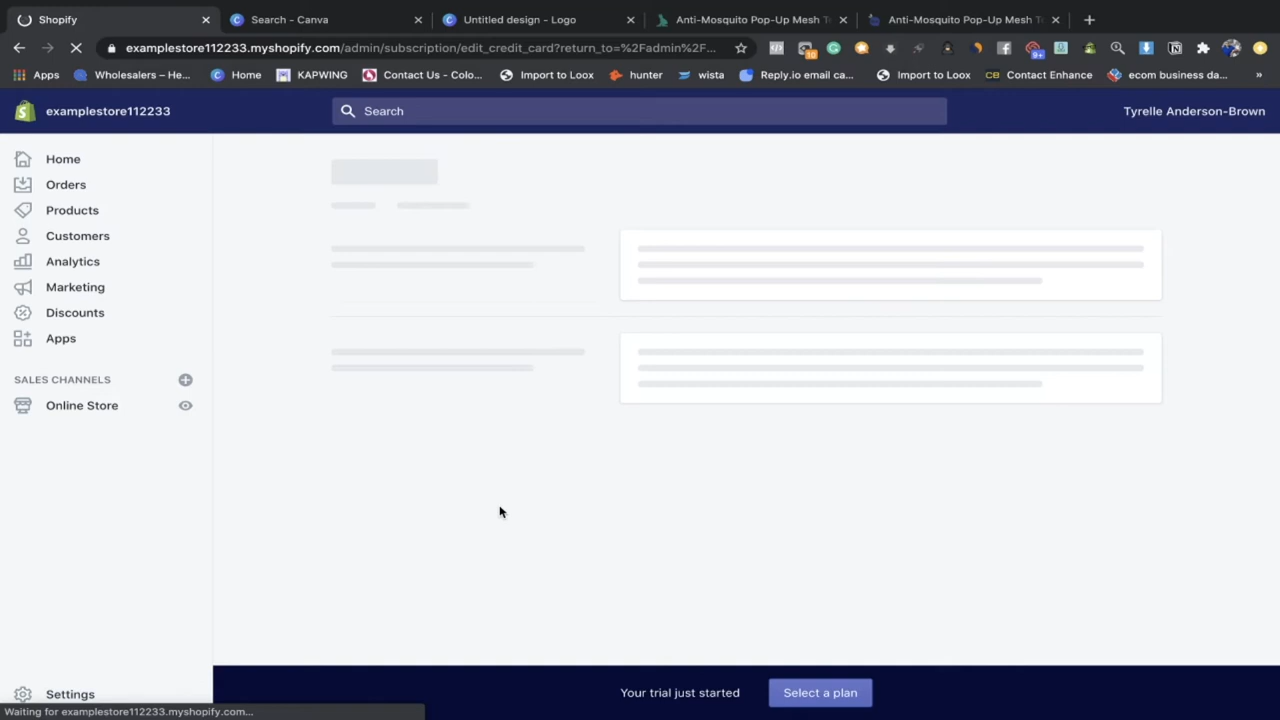 Shopify
Search - Canva
Untitled design - Logo
Anti-Mosquito Pop-Up Mesh T
Anti-Mosquito Pop-Up Mesh T
examplestore112233.myshopify.com/admin/subscription/edit_credit_card?return_to=%2Fadmin%2F...
30
9+
Apps
Wholesalers – He...
Home
KAPWING
Contact Us - Colo...
Import to Loox
hunter
wista
Reply.io email ca...
Import to Loox
CB
Contact Enhance
ecom business da...
»
examplestore112233
Search
Tyrelle Anderson-Brown
Home
Orders
Products
Customers
Analytics
Marketing
Discounts
Apps
SALES CHANNELS
Online Store
Settings
Your trial just started
Select a plan
Waiting for examplestore112233.myshopify.com...